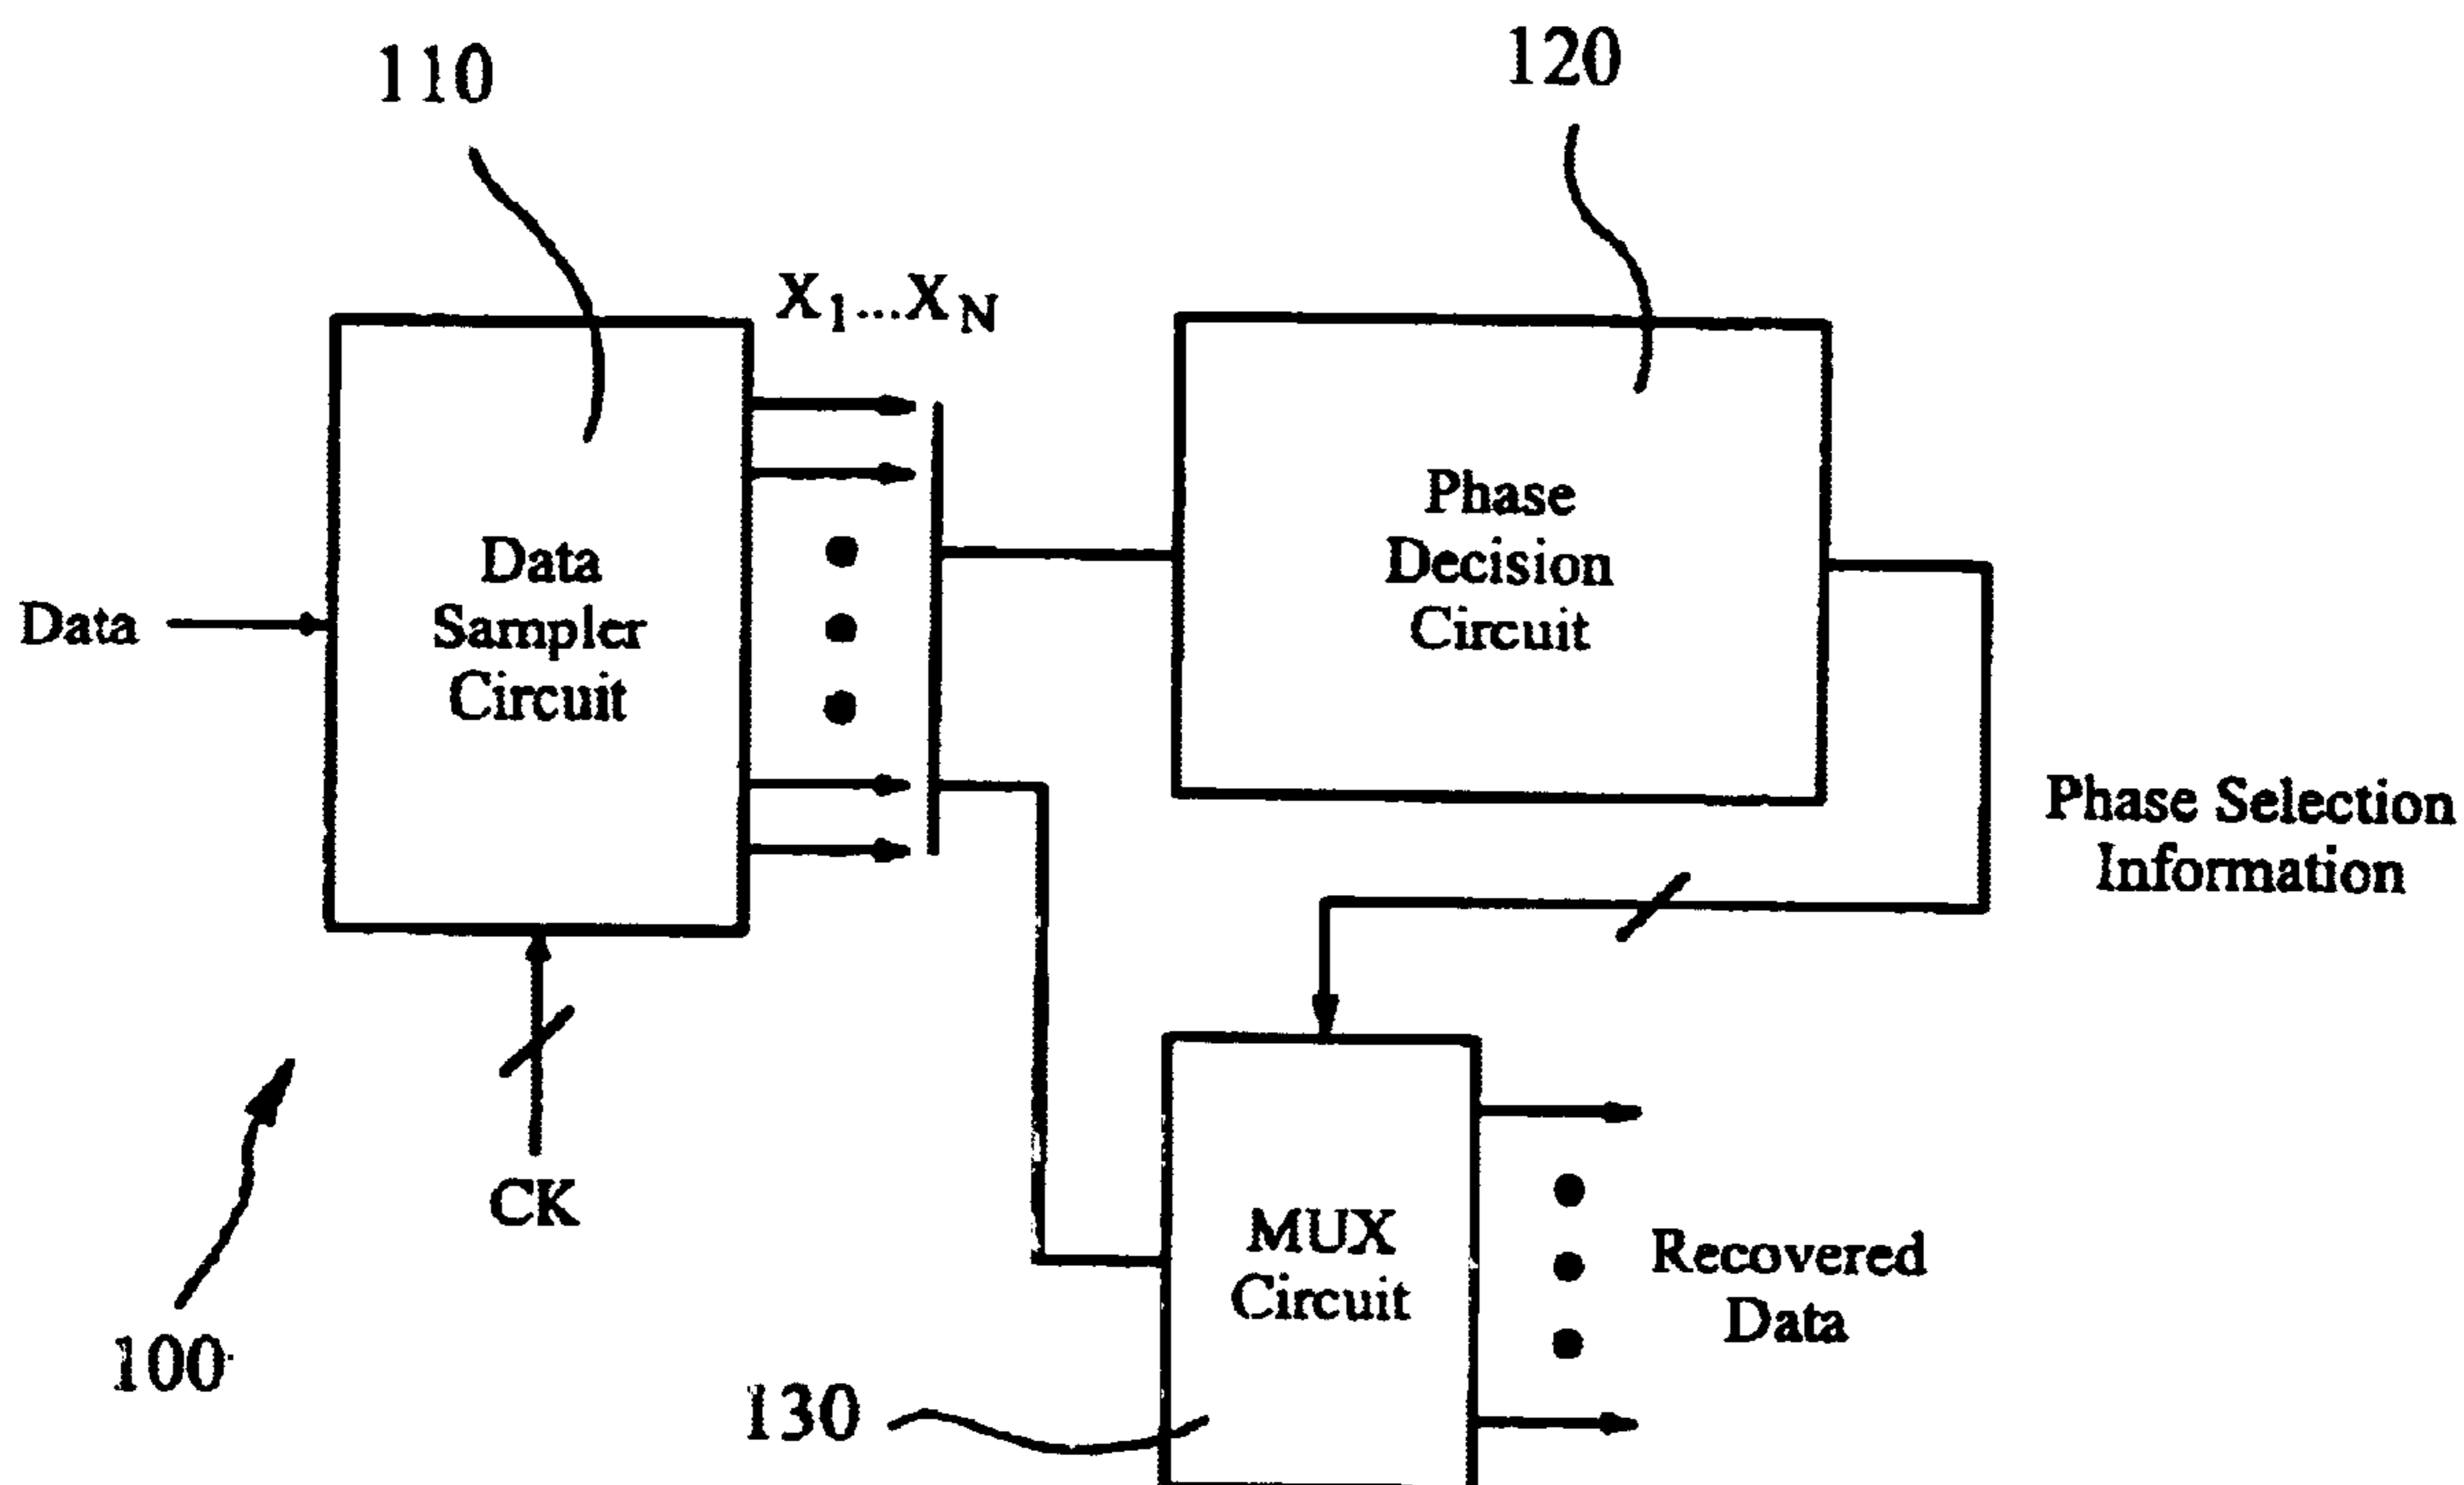 110
120
X1...XN
Data
Sampler
Circuit
Phase
Decision
Circuit
Data
Phase Selection
Information
CK
100
MUX
Circuit
Recovered
Data
130